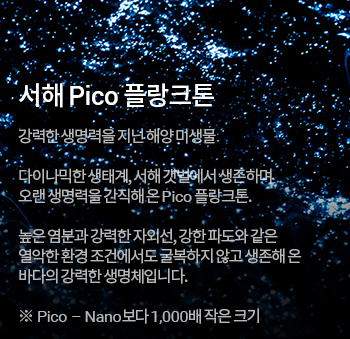 서해 Pico 플랑크톤
강력한 생명력을 지닌 해양 미생물
다이나믹한 생태계, 서해 갯벌에서 생존하며
오랜 생명력을 간직해 온 Pico 플랑크톤.
높은 염분과 강력한 자외선, 강한 파도와 같은
열악한 환경 조건에서도 굴복하지 않고 생존해 온
바다의 강력한 생명체입니다.
※ Pico – Nano보다 1,000배 작은 크기